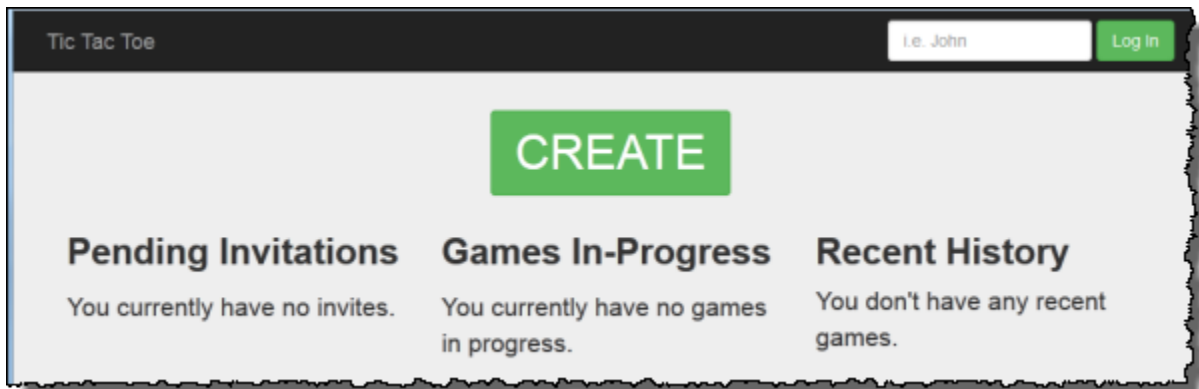 Tic Tac Toe
i.e. John
Log In
CREATE
Pending Invitations
You currently have no invites.
Games In-Progress
You currently have no games
in progress.
Recent History
You don't have any recent
games.